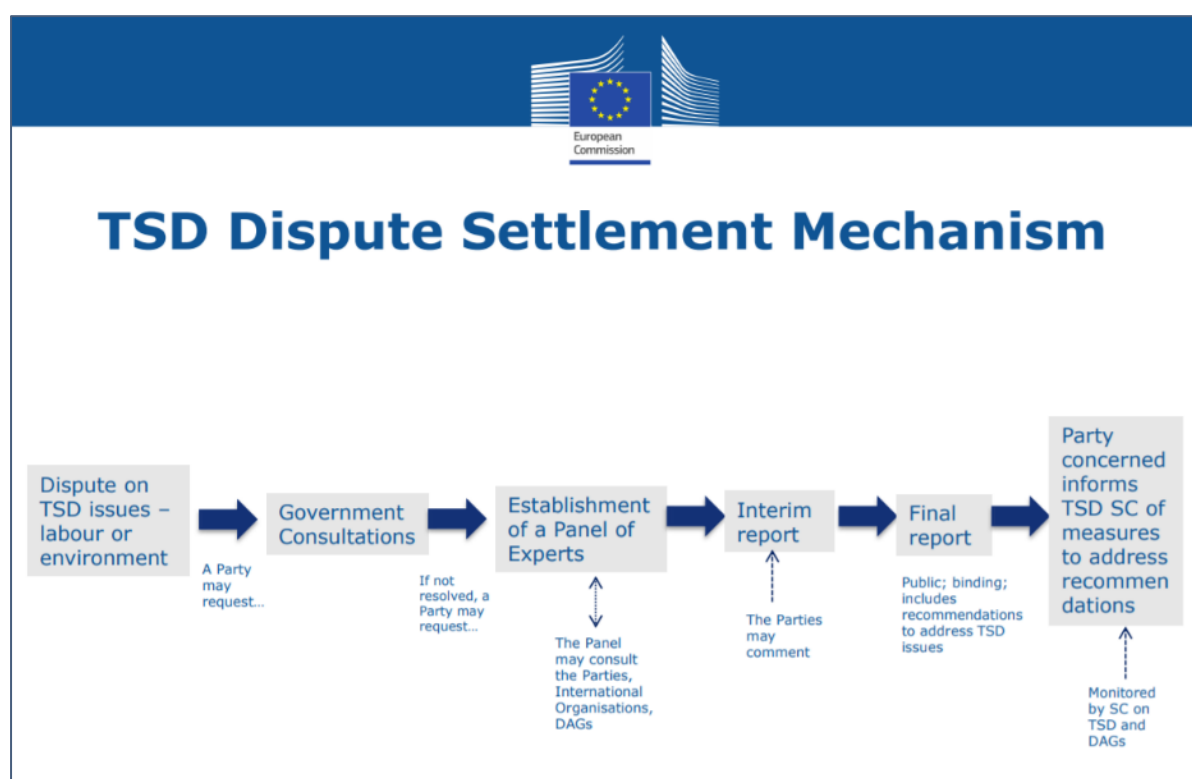 European
Commission
TSD Dispute Settlement Mechanism
Dispute on
TSD issues –
labour or
environment
A Party
may
request…
Government
Consultations
If not
resolved, a
Party may
request…
Establishment
of a Panel of
Experts
The Panel
may consult
the Parties,
International
Organisations,
DAGs
Interim
report
The Parties
may
comment
Final
report
Public; binding;
includes
recommendations
to address TSD
issues
Party
concerned
informs
TSD SC of
measures
to address
recommen
dations
Monitored
by SC on
TSD and
DAGs